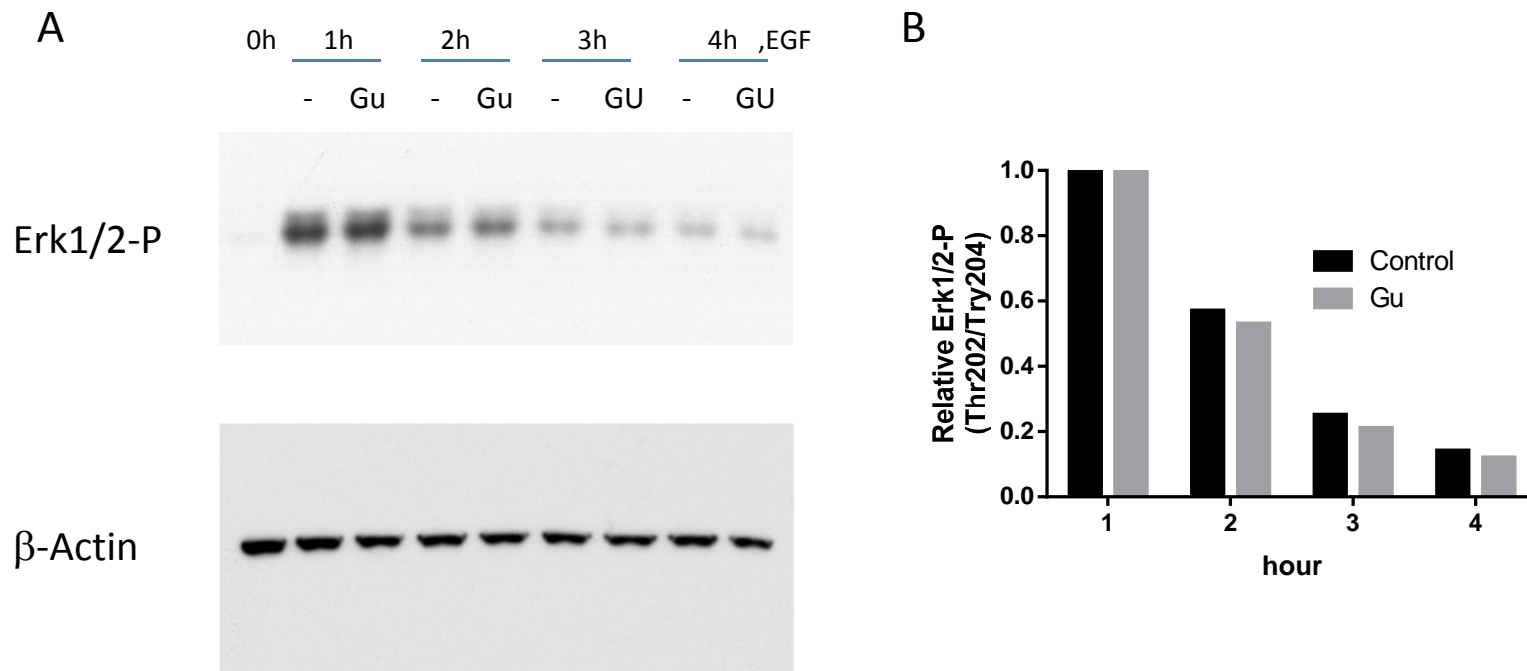 A
0h 1h 2h 3h 4h ,EGF
- Gu - Gu - GU - GU
Erk1/2-P
β-Actin
B
Relative Erk1/2-P
(Thr202/Try204)
1.0
0.8
0.6
0.4
0.2
0.0
Control
Gu
1 2 3 4
hour